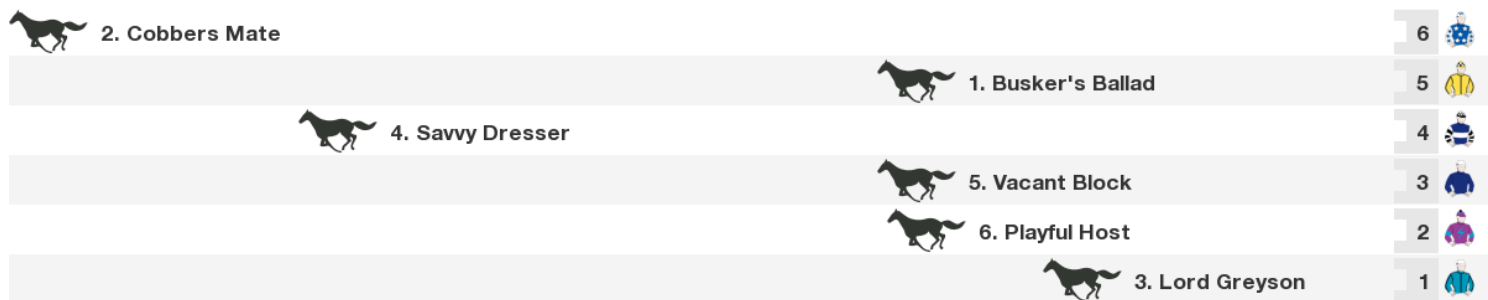 2. Cobbers Mate 6
1. Busker's Ballad 5
4. Savvy Dresser 4
5. Vacant Block 3
6. Playful Host 2
3. Lord Greyson 1